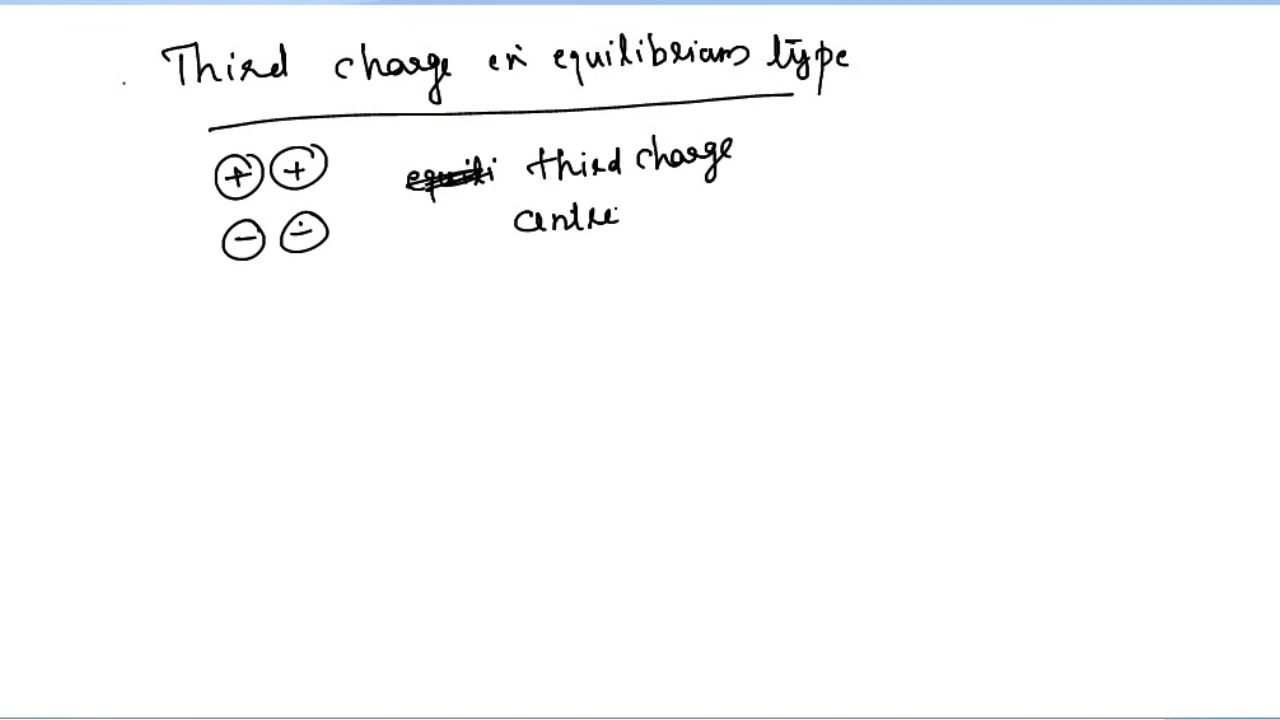 Third charge in equilibrium type
+ + third charge
- - centre